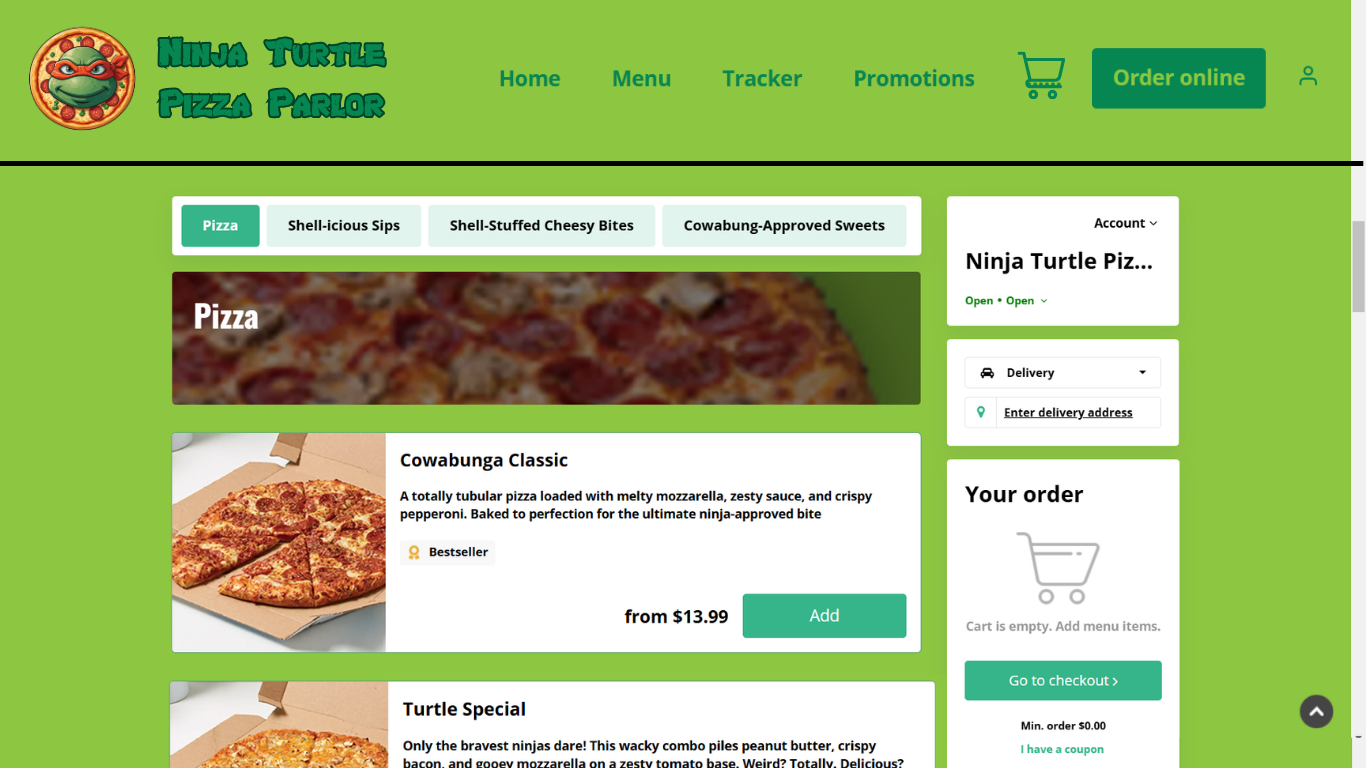 Ninja Turtle
Pizza Parlor
Home
Menu
Tracker
Promotions
Order online
Pizza
Shell-icious Sips
Shell-Stuffed Cheesy Bites
Cowabung-Approved Sweets
Pizza
Cowabunga Classic
A totally tubular pizza loaded with melty mozzarella, zesty sauce, and crispy
pepperoni. Baked to perfection for the ultimate ninja-approved bite
Bestseller
from $13.99
Add
Turtle Special
Only the bravest ninjas dare! This wacky combo piles peanut butter, crispy
bacon, and gooey mozzarella on a zesty tomato base. Weird? Totally. Delicious?
Account
Ninja Turtle Piz...
Open • Open
Delivery
Enter delivery address
Your order
Cart is empty. Add menu items.
Go to checkout ›
Min. order $0.00
I have a coupon